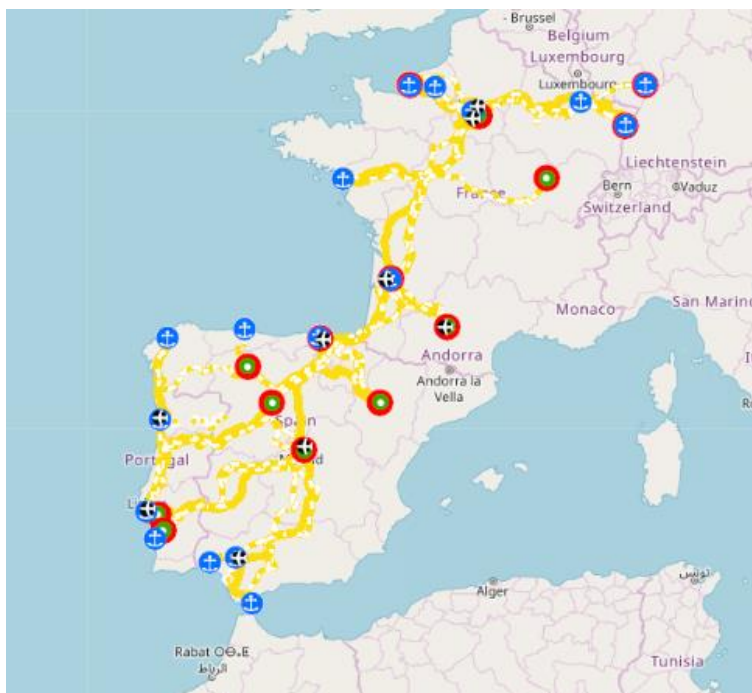 Brussel
Belgium
Luxembourg
Luxembourg
Liechtenstein
Bern
Vaduz
France
Switzerland
Monaco
San Marino
Andorra
Andorra la
Vella
Spain
Portugal
تونس
Alger
Rabat ⵔⴱⴰⵟ
الرباط
Tunisia